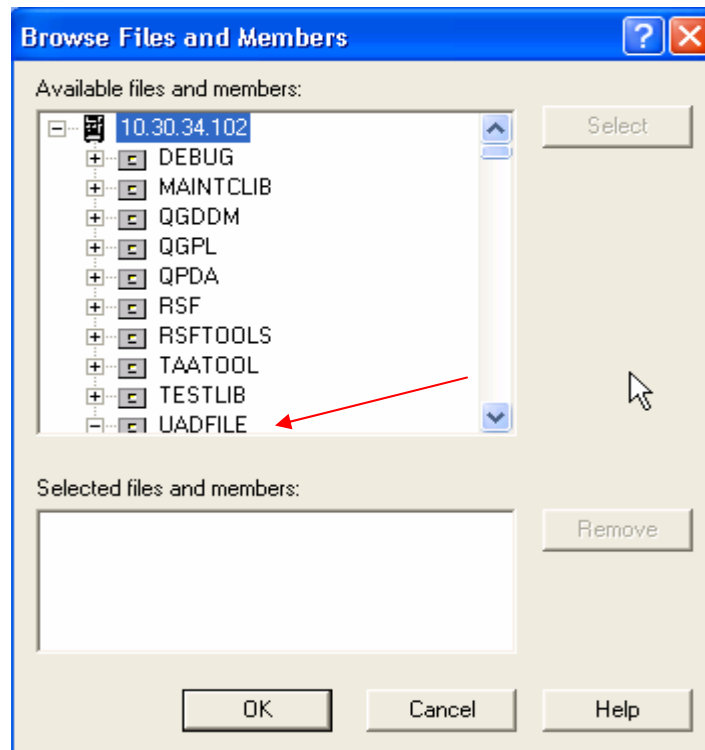 Browse Files and Members
Available files and members:
10.30.34.102
Select
DEBUG
MAINTCLIB
QGDDM
QGPL
QPDA
RSF
RSFTOOLS
TAATOOL
TESTLIB
UADFILE
Selected files and members:
Remove
OK Cancel Help